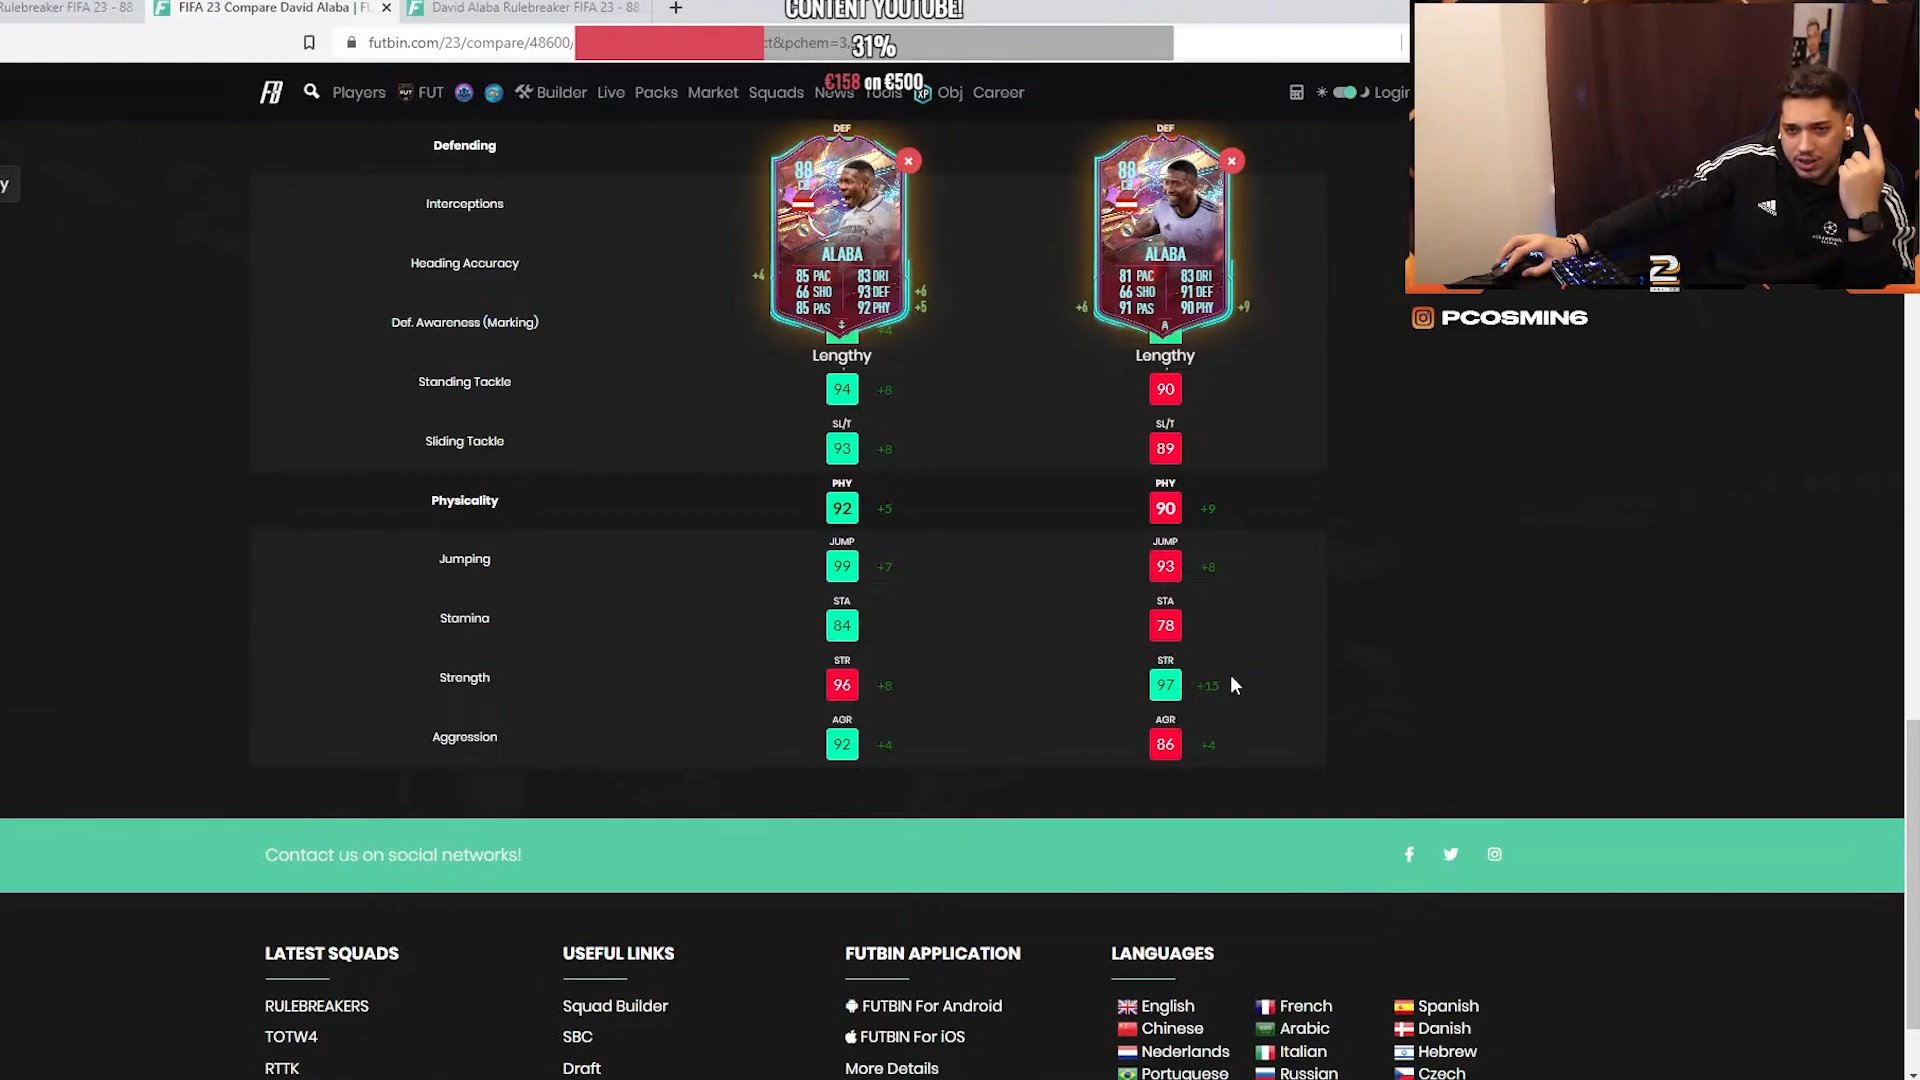 Rulebreaker FIFA 23 - 88
FIFA 23 Compare David Alaba | FU
David Alaba Rulebreaker FIFA 23 - 88
CONTENT YOUTUBE!
futbin.com/23/compare/48600/
ct&pchem=3,
31%
€158 on €500
Players
FUT
Builder
Live
Packs
Market
Squads
News
Tools
XP
Obj
Career
Login
y
Defending
DEF
DEF
Interceptions
Heading Accuracy
Def. Awareness (Marking)
88
CB
ALABA
85 PAC 83 DRI
66 SHO 93 DEF
85 PAS 92 PHY
+4
+6
+5
+4
Lengthy
88
CB
ALABA
81 PAC 83 DRI
66 SHO 91 DEF
91 PAS 90 PHY
A
+6
+9
Lengthy
Standing Tackle
94 +8
90
Sliding Tackle
SL/T
93 +8
SL/T
89
Physicality
PHY
92 +5
PHY
90 +9
Jumping
JUMP
99 +7
JUMP
93 +8
Stamina
STA
84
STA
78
Strength
STR
96 +8
STR
97 +15
Aggression
AGR
92 +4
AGR
86 +4
PCOSMIN6
Contact us on social networks!
LATEST SQUADS
RULEBREAKERS
TOTW4
RTTK
USEFUL LINKS
Squad Builder
SBC
Draft
FUTBIN APPLICATION
FUTBIN For Android
FUTBIN For iOS
More Details
LANGUAGES
English French Spanish
Chinese Arabic Danish
Nederlands Italian Hebrew
Portuguese Russian Czech